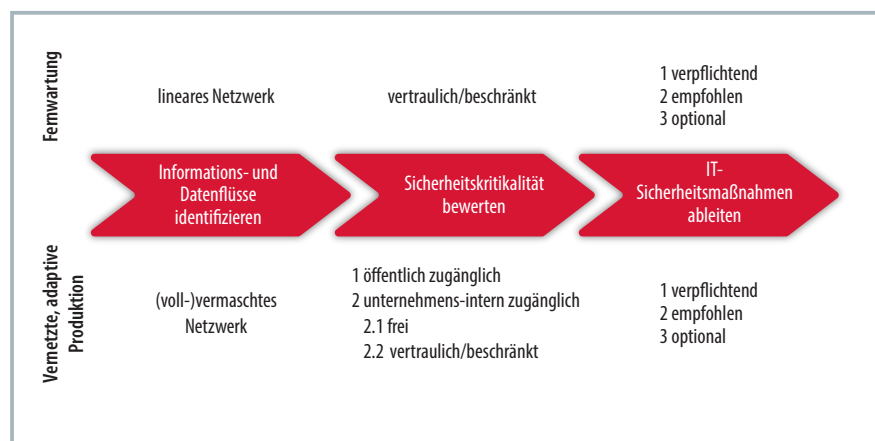 Fernwartung
lineares Netzwerk
vertraulich/beschränkt
1 verpflichtend
2 empfohlen
3 optional
Informations- und
Datenflüsse
identifizieren
Sicherheitskritikalität
bewerten
IT-
Sicherheitsmaßnahmen
ableiten
Vernetzte, adaptive
Produktion
(voll-)vermaschtes
Netzwerk
1 öffentlich zugänglich
2 unternehmens-intern zugänglich
2.1 frei
2.2 vertraulich/beschränkt
1 verpflichtend
2 empfohlen
3 optional